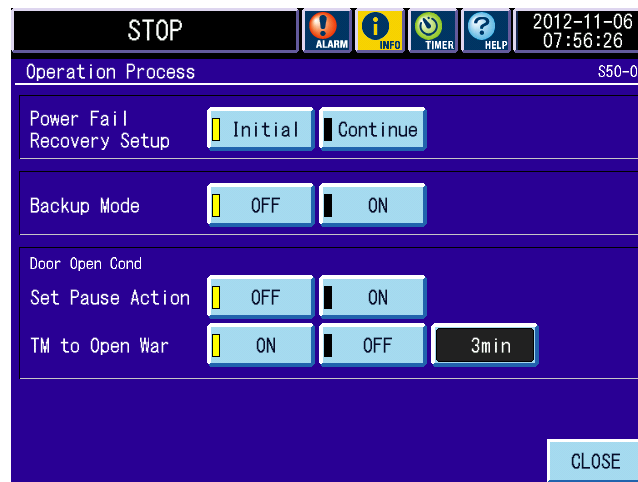 STOP
ALARM
INFO
TIMER
HELP
2012-11-06
07:56:26
Operation Process
S50-0
Power Fail
Recovery Setup
Initial
Continue
Backup Mode
OFF
ON
Door Open Cond
Set Pause Action
OFF
ON
TM to Open War
ON
OFF
3min
CLOSE